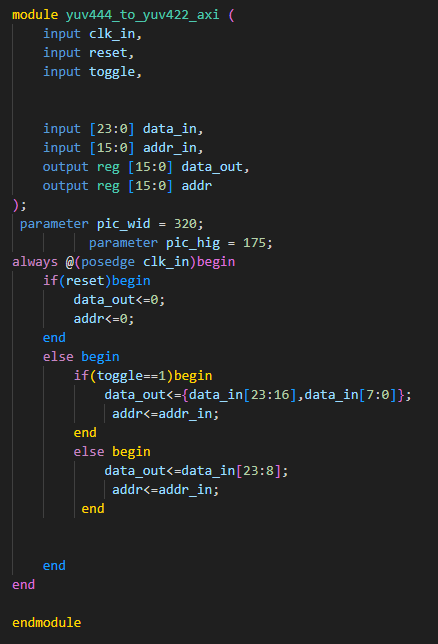 module yuv444_to_yuv422_axi (
    input clk_in,
    input reset,
    input toggle,
    input [23:0] data_in,
    input [15:0] addr_in,
    output reg [15:0] data_out,
    output reg [15:0] addr
);
 parameter pic_wid = 320;
          parameter pic_hig = 175;
always @(posedge clk_in)begin
    if(reset)begin
        data_out<=0;
        addr<=0;
    end
    else begin
        if(toggle==1)begin
            data_out<={data_in[23:16],data_in[7:0]};
             addr<=addr_in;
        end
        else begin
            data_out<=data_in[23:8];
             addr<=addr_in;
         end
    end
end
endmodule